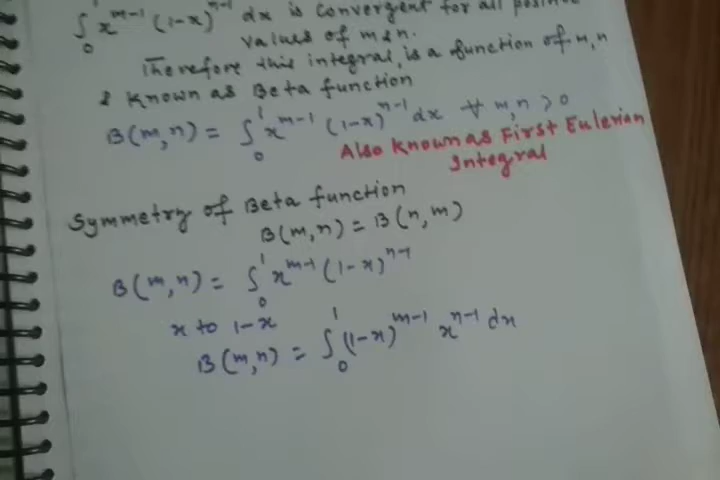 ∫₀¹ x^{m-1} (1-x)^{n-1} dx is convergent for all positive
values of m & n.
Therefore this integral, is a function of m, n
& known as Beta function
B(m,n) = ∫₀¹ x^{m-1} (1-x)^{n-1} dx ∀ m,n > 0
Also known as First Eulerian
Integral
Symmetry of Beta function
B(m,n) = B(n,m)
B(m,n) = ∫₀¹ x^{m-1} (1-x)^{n-1}
x to 1-x
B(m,n) = ∫₀¹ (1-x)^{m-1} x^{n-1} dx